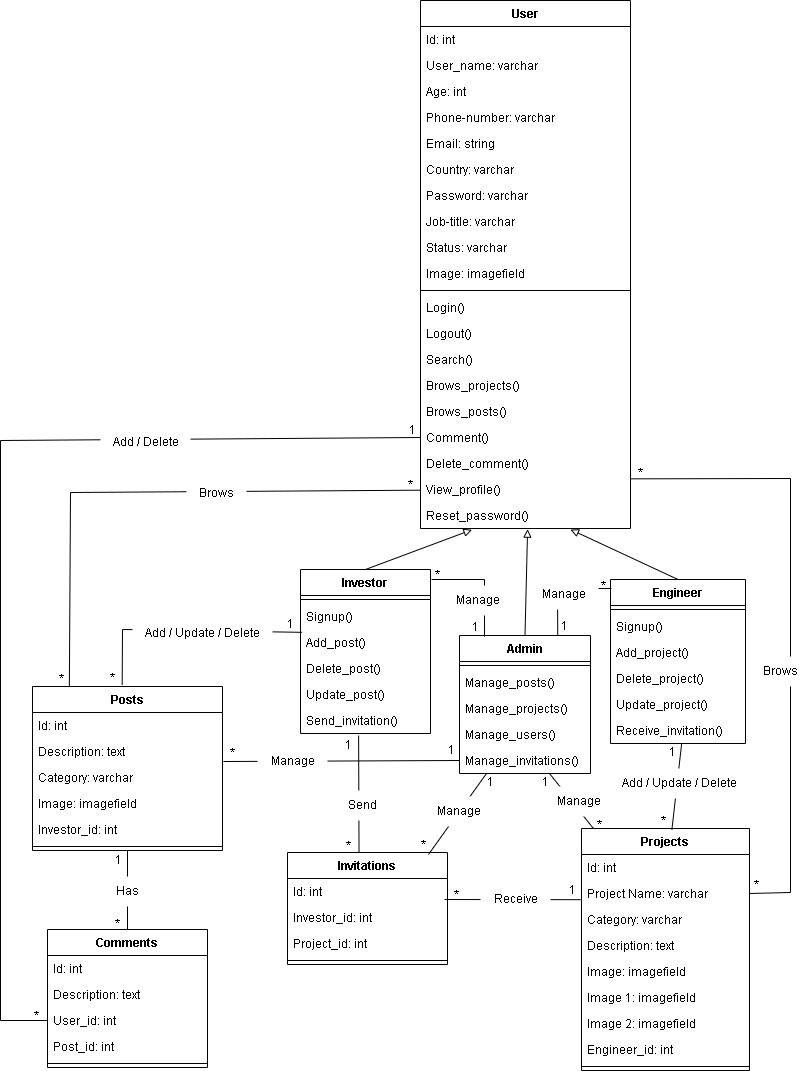 User
Id: int
User_name: varchar
Age: int
Phone-number: varchar
Email: string
Country: varchar
Password: varchar
Job-title: varchar
Status: varchar
Image: imagefield
Login()
Logout()
Search()
Brows_projects()
Brows_posts()
Comment()
Delete_comment()
View_profile()
Reset_password()
1
Add / Delete
*
Brows
*
Investor
Signup()
Add_post()
Delete_post()
Update_post()
Send_invitation()
*
Manage
1
Manage
*
1
Admin
Manage_posts()
Manage_projects()
Manage_users()
Manage_invitations()
Engineer
Signup()
Add_project()
Delete_project()
Update_project()
Receive_invitation()
1
Add / Update / Delete
*
*
Brows
Posts
Id: int
Description: text
Category: varchar
Image: imagefield
Investor_id: int
*
Manage
1
1
Send
*
1
Manage
*
1
Manage
*
1
Add / Update / Delete
*
1
Has
*
Comments
Id: int
Description: text
User_id: int
Post_id: int
*
Invitations
Id: int
Investor_id: int
Project_id: int
*
Receive
1
Projects
Id: int
Project Name: varchar
Category: varchar
Description: text
Image: imagefield
Image 1: imagefield
Image 2: imagefield
Engineer_id: int
*